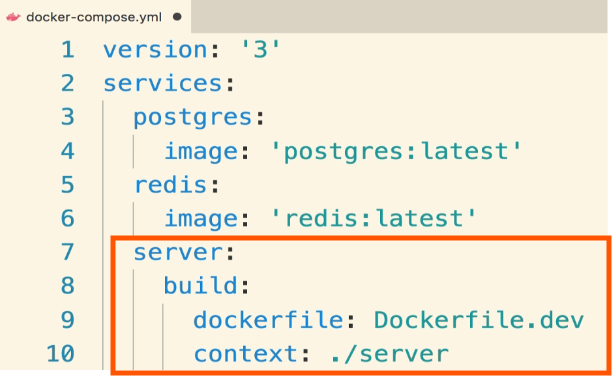 docker-compose.yml
1 version: '3'
2 services:
3   postgres:
4     image: 'postgres:latest'
5   redis:
6     image: 'redis:latest'
7   server:
8     build:
9       dockerfile: Dockerfile.dev
10       context: ./server